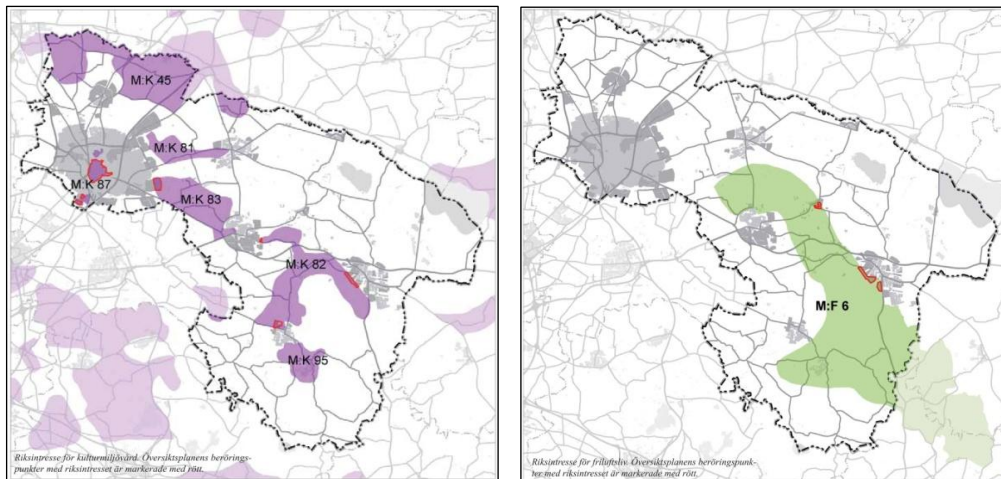 M:K 45
M:K 81
M:K 87
M:K 83
M:K 82
M:K 95
Riksintresse för kulturmiljövård. Översiktsplanens berörings-
punkter med riksintresset är markerade med rött.
M:F 6
Riksintresse för friluftsliv. Översiktsplanens beröringspunk-
ter med riksintresset är markerade med rött.